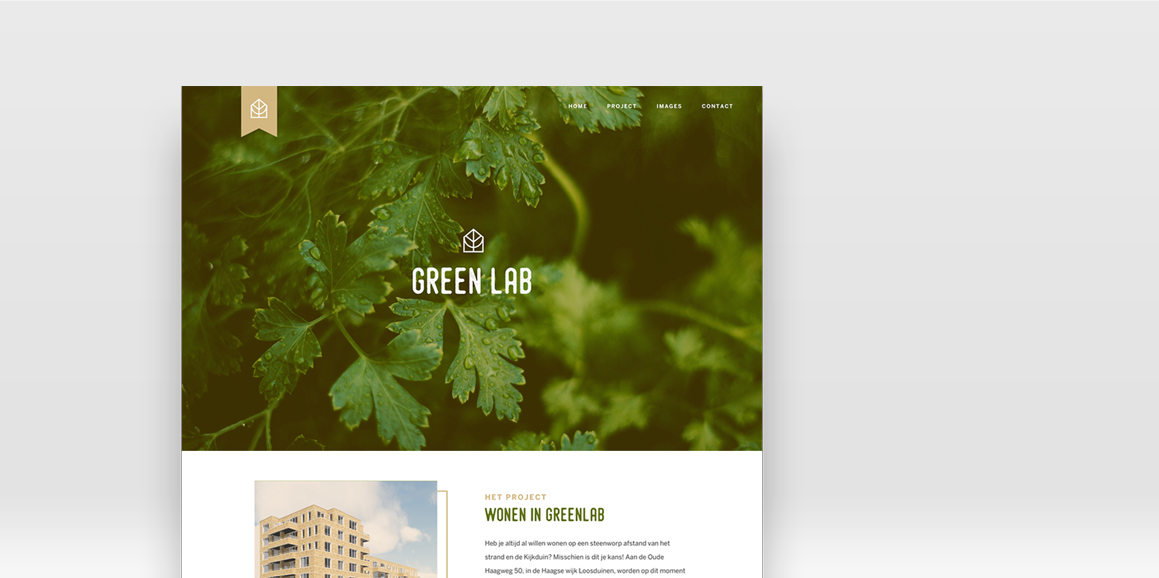 HOME PROJECT IMAGES CONTACT
GREEN LAB
HET PROJECT
WONEN IN GREENLAB
Heb je altijd al willen wonen op een steenworp afstand van het
strand en de Kijkduin? Misschien is dit je kans! Aan de Oude
Haagweg 50, in de Haagse wijk Loosduinen, worden op dit moment